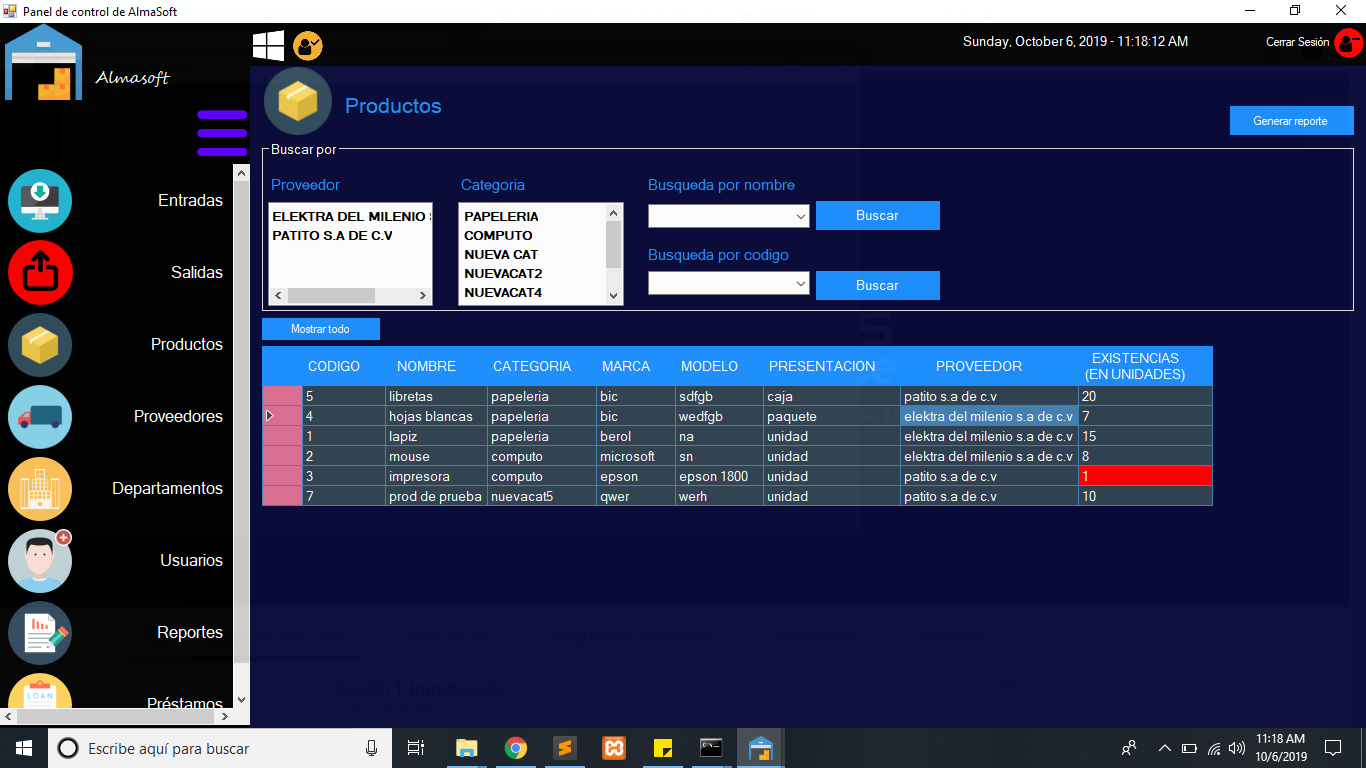 Panel de control de AlmaSoft
Almasoft
Sunday, October 6, 2019 - 11:18:12 AM
Cerrar Sesión
Productos
Generar reporte
Buscar por
Proveedor
Categoria
Busqueda por nombre
ELEKTRA DEL MILENIO
PATITO S.A DE C.V
PAPELERIA
COMPUTO
NUEVA CAT
NUEVACAT2
NUEVACAT4
Buscar
Busqueda por codigo
Buscar
Mostrar todo
Entradas
Salidas
Productos
Proveedores
Departamentos
Usuarios
Reportes
LOAN
Préstamos
CODIGO NOMBRE CATEGORIA MARCA MODELO PRESENTACION PROVEEDOR EXISTENCIAS (EN UNIDADES)
5 libretas papeleria bic sdfgb caja patito s.a de c.v 20
4 hojas blancas papeleria bic wedfgb paquete elektra del milenio s.a de c.v 7
1 lapiz papeleria berol na unidad elektra del milenio s.a de c.v 15
2 mouse computo microsoft sn unidad elektra del milenio s.a de c.v 8
3 impresora computo epson epson 1800 unidad patito s.a de c.v 1
7 prod de prueba nuevacat5 qwer werh unidad patito s.a de c.v 10
Sección 1: Introducción
Escribe aquí para buscar
11:18 AM
10/6/2019